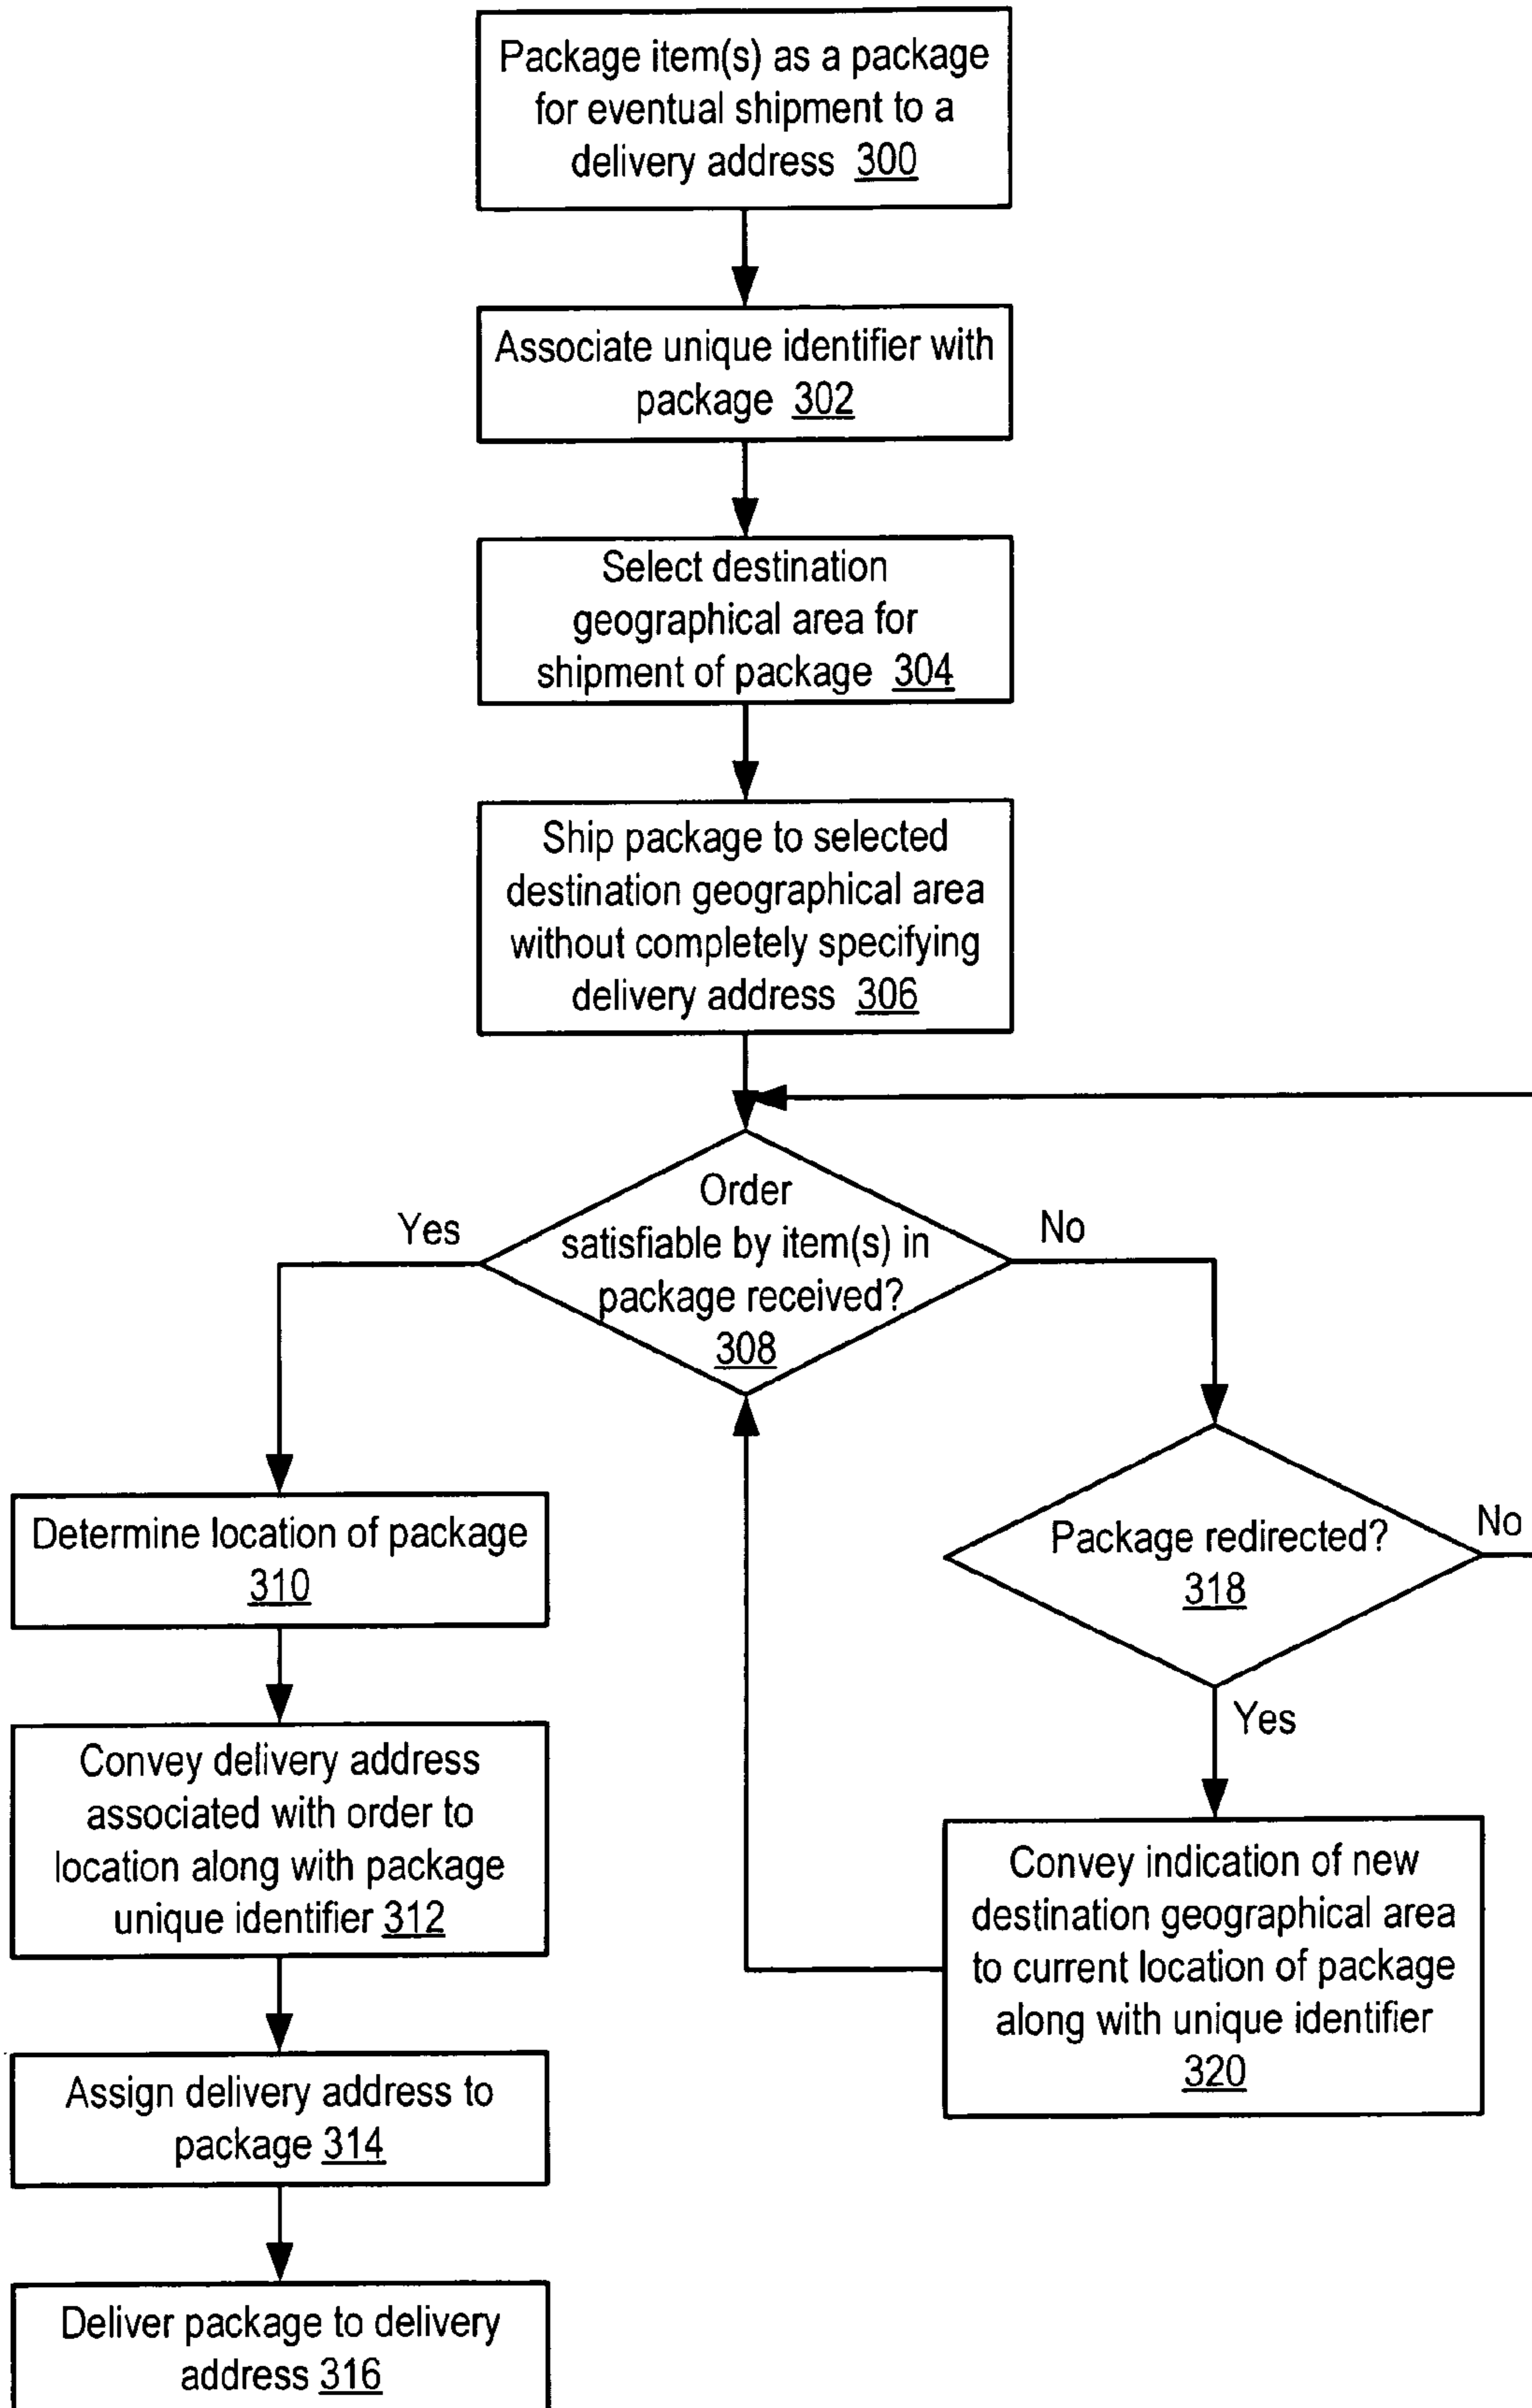 Package item(s) as a package
for eventual shipment to a
delivery address 300
Associate unique identifier with
package 302
Select destination
geographical area for
shipment of package 304
Ship package to selected
destination geographical area
without completely specifying
delivery address 306
Order
satisfiable by item(s) in
package received?
308
Yes
No
Determine location of package
310
Convey delivery address
associated with order to
location along with package
unique identifier 312
Assign delivery address to
package 314
Deliver package to delivery
address 316
Package redirected?
318
No
Yes
Convey indication of new
destination geographical area
to current location of package
along with unique identifier
320